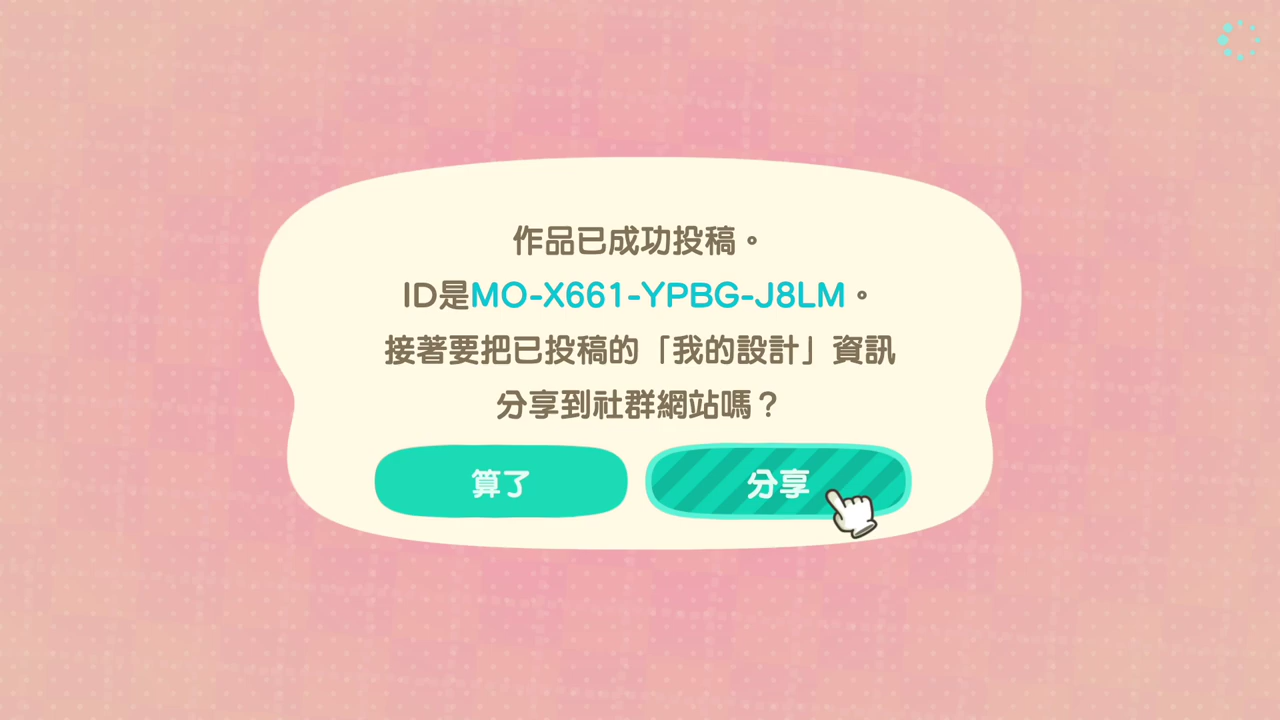 作品已成功投稿。
ID是MO-X661-YPBG-J8LM。
接著要把已投稿的「我的設計」資訊
分享到社群網站嗎？
算了
分享